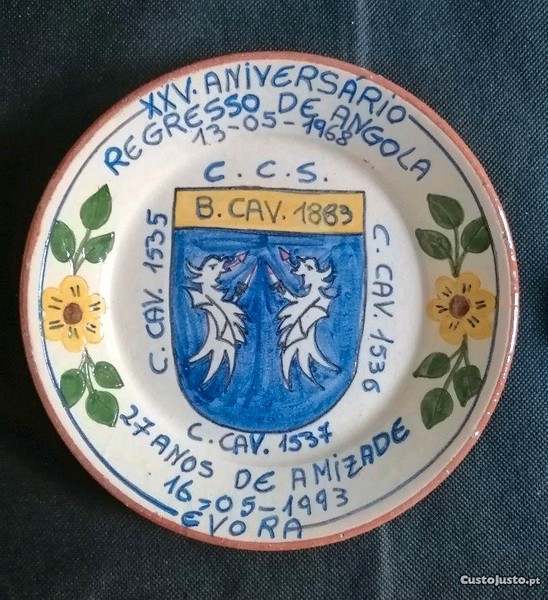 XXV. ANIVERSÁRIO
REGRESSO DE ANGOLA
13-05-1968
C. C. S.
B. CAV. 1883
C. CAV. 1535
C. CAV. 1536
C. CAV. 1537
27 ANOS DE AMIZADE
16-05-1993
ÉVORA
CustoJusto.pt